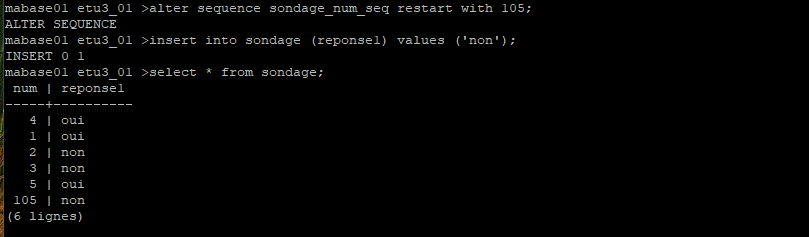 mabase01 etu3_01 >alter sequence sondage_num_seq restart with 105;
ALTER SEQUENCE
mabase01 etu3_01 >insert into sondage (reponse1) values ('non');
INSERT 0 1
mabase01 etu3_01 >select * from sondage;
 num | reponse1
-----+----------
   4 | oui
   1 | oui
   2 | non
   3 | non
   5 | oui
 105 | non
(6 lignes)